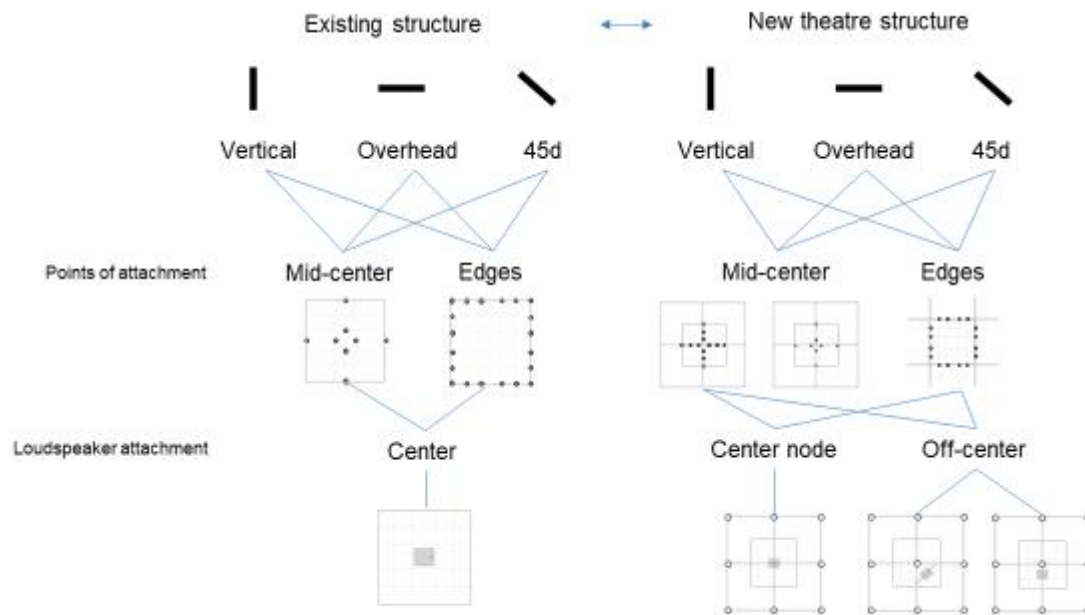 Existing structure New theatre structure
Vertical Overhead 45d Vertical Overhead 45d
Points of attachment Mid-center Edges Mid-center Edges
Loudspeaker attachment Center Center node Off-center